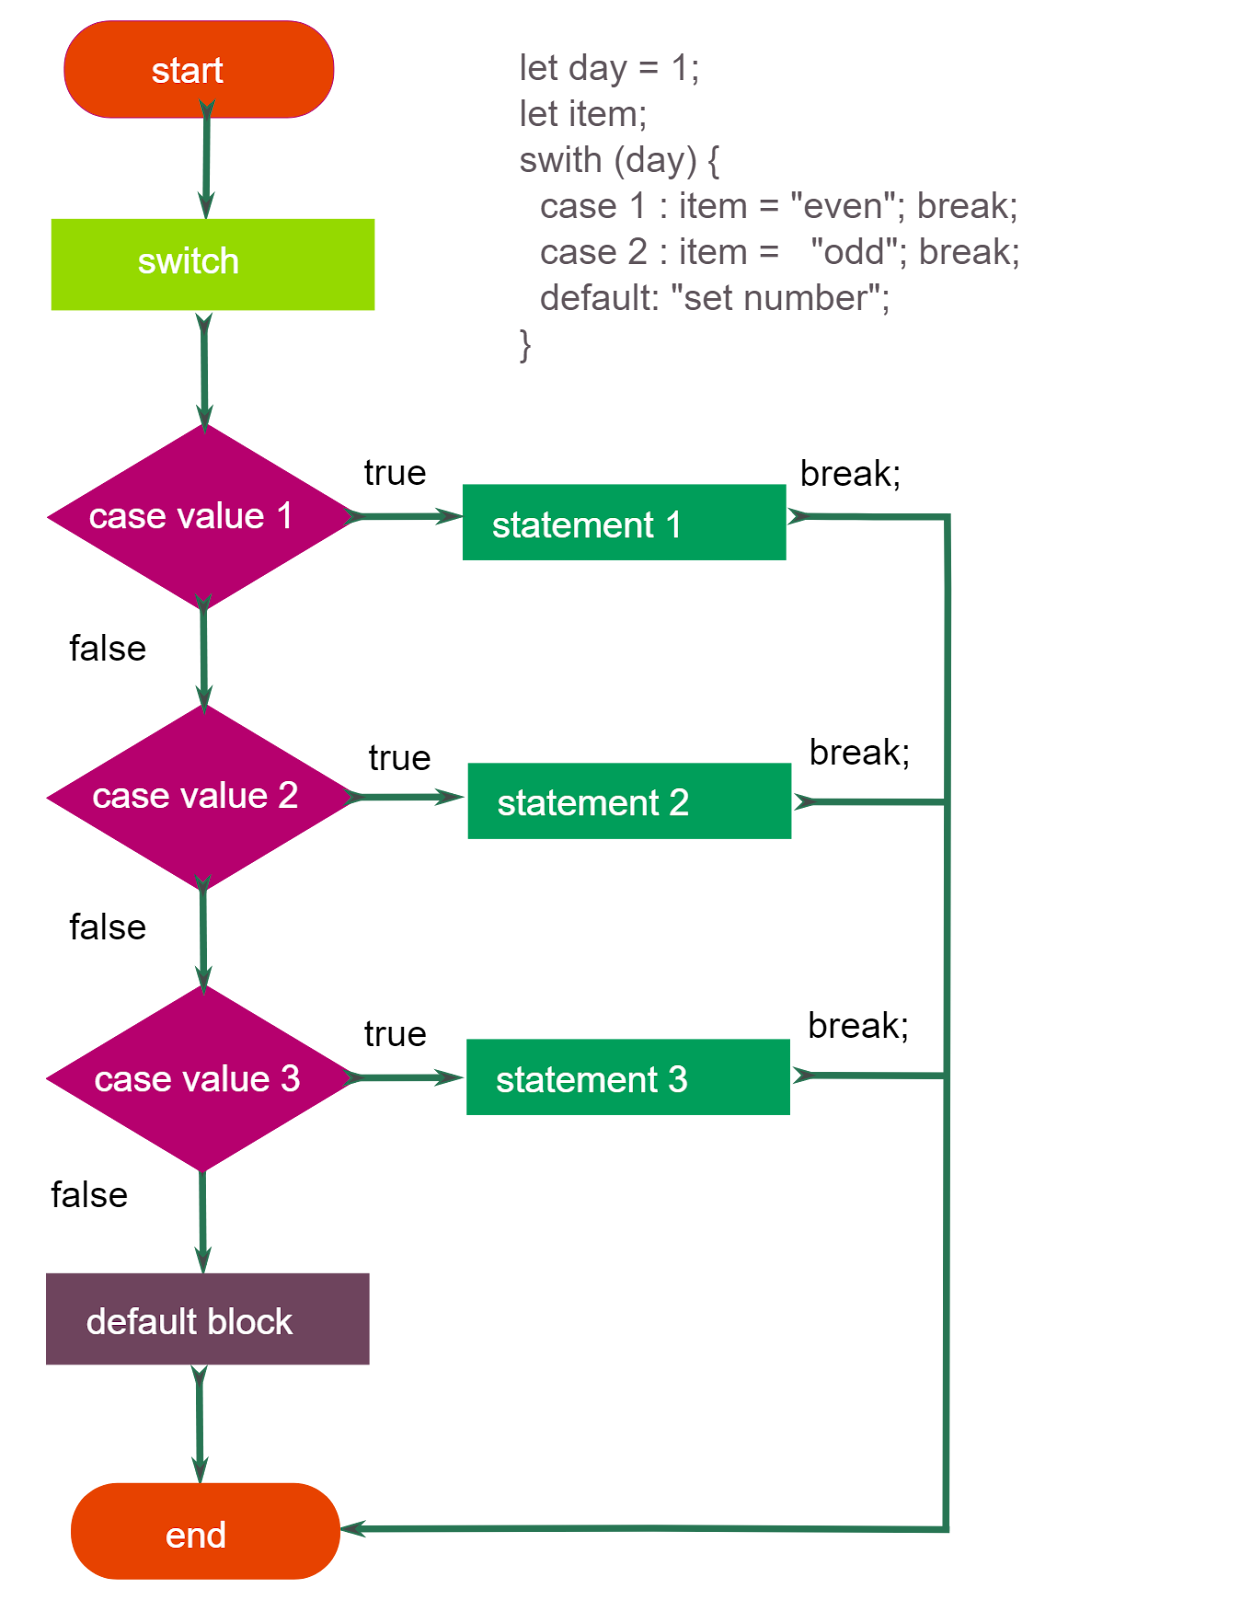 start
let day = 1;
let item;
swith (day) {
case 1 : item = "even"; break;
case 2 : item = "odd"; break;
default: "set number";
}
switch
case value 1
true
statement 1
break;
false
case value 2
true
statement 2
break;
false
case value 3
true
statement 3
break;
false
default block
end